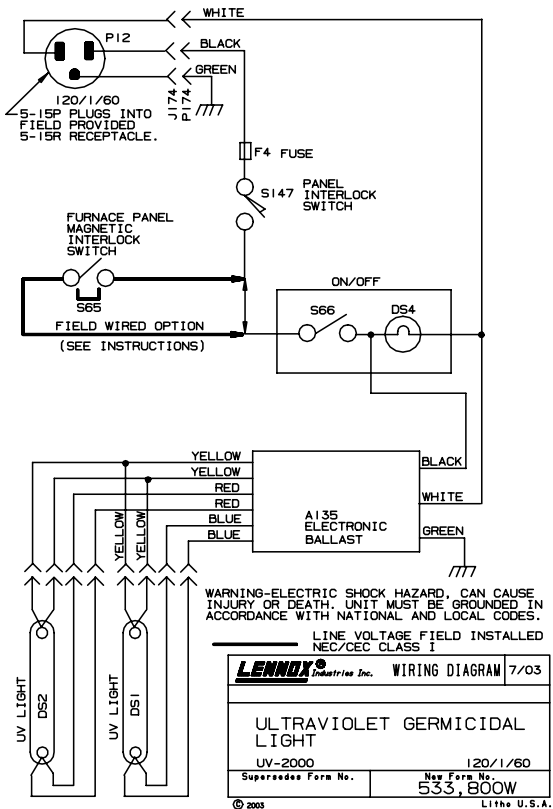 WHITE
P12
BLACK
GREEN
J174
P174
120/1/60
5-15P PLUGS INTO
FIELD PROVIDED
5-15R RECEPTACLE.
F4 FUSE
S147
PANEL
INTERLOCK
SWITCH
FURNACE PANEL
MAGNETIC
INTERLOCK
SWITCH
S65
FIELD WIRED OPTION
(SEE INSTRUCTIONS)
ON/OFF
S66
DS4
YELLOW
YELLOW
RED
RED
BLUE
BLUE
YELLOW
YELLOW
A135
ELECTRONIC
BALLAST
BLACK
WHITE
GREEN
WARNING-ELECTRIC SHOCK HAZARD, CAN CAUSE
INJURY OR DEATH. UNIT MUST BE GROUNDED IN
ACCORDANCE WITH NATIONAL AND LOCAL CODES.
LINE VOLTAGE FIELD INSTALLED
NEC/CEC CLASS I
UV LIGHT
DS2
UV LIGHT
DS1
LENNOX® Industries Inc.
WIRING DIAGRAM
7/03
ULTRAVIOLET GERMICIDAL
LIGHT
UV-2000
120/1/60
Supersedes Form No.
New Form No.
533,800W
© 2003
Litho U.S.A.